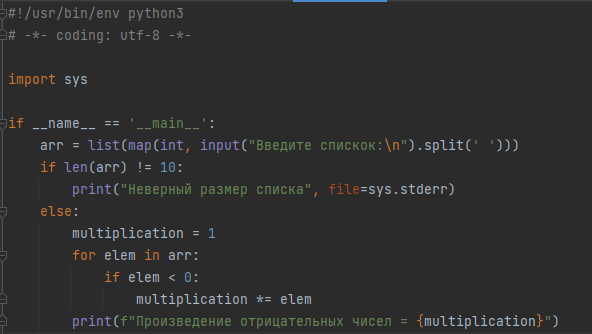 #!/usr/bin/env python3
# -*- coding: utf-8 -*-
import sys
if __name__ == '__main__':
    arr = list(map(int, input("Введите спискок:\n").split(' ')))
    if len(arr) != 10:
        print("Неверный размер списка", file=sys.stderr)
    else:
        multiplication = 1
        for elem in arr:
            if elem < 0:
                multiplication *= elem
        print(f"Произведение отрицательных чисел = {multiplication}")